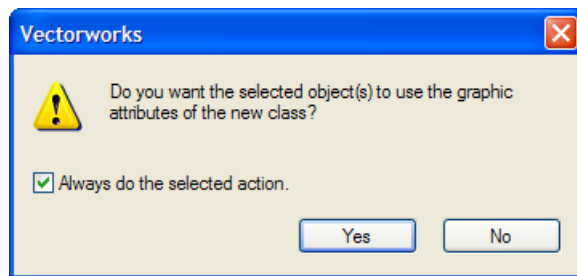 Vectorworks
Do you want the selected object(s) to use the graphic
attributes of the new class?
Always do the selected action.
Yes
No